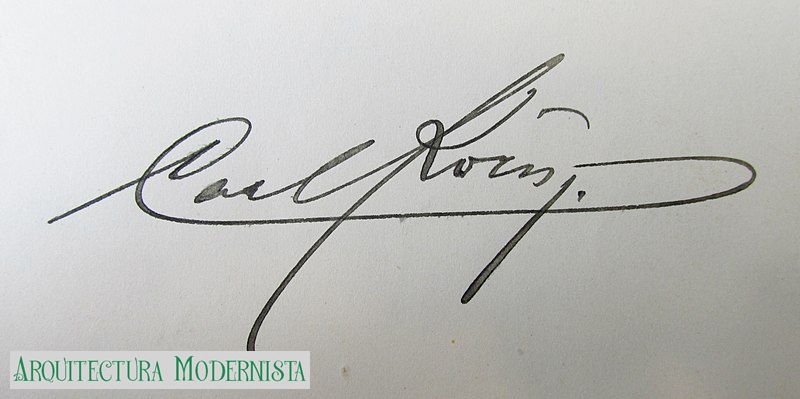 Carl König.
ARQUITECTURA MODERNISTA